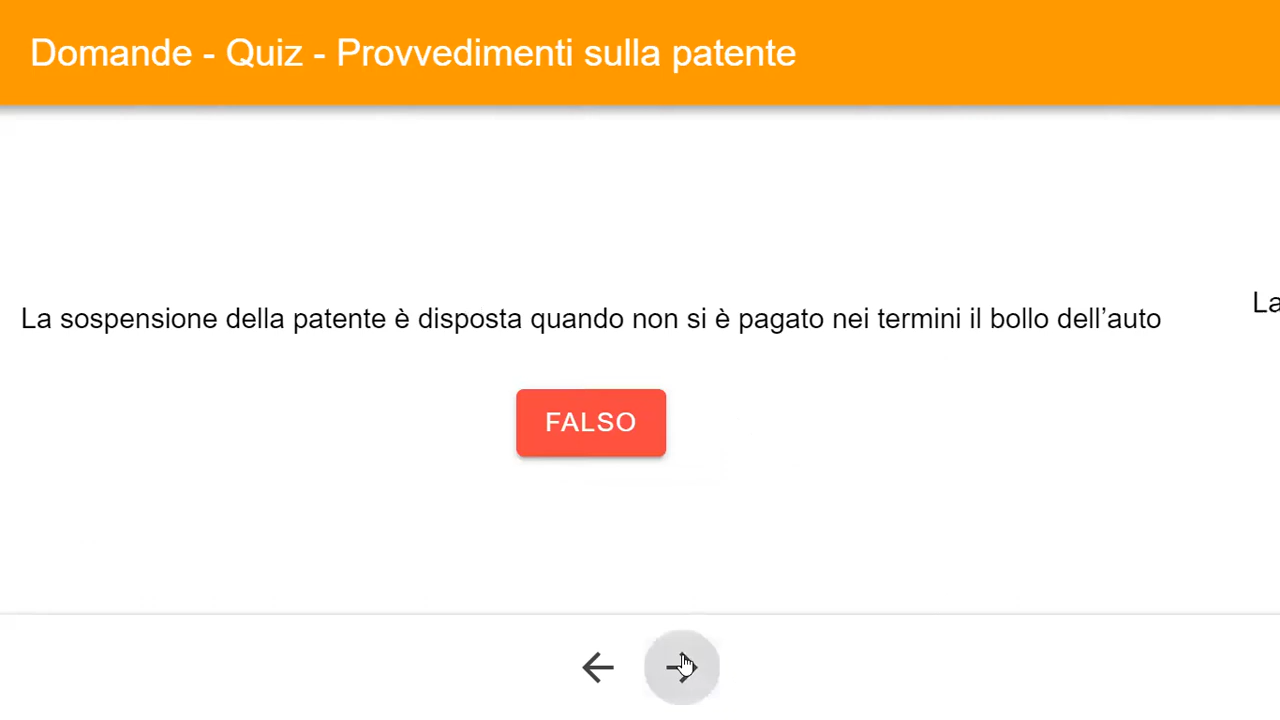 Domande - Quiz - Provvedimenti sulla patente
La sospensione della patente è disposta quando non si è pagato nei termini il bollo dell’auto
La
FALSO